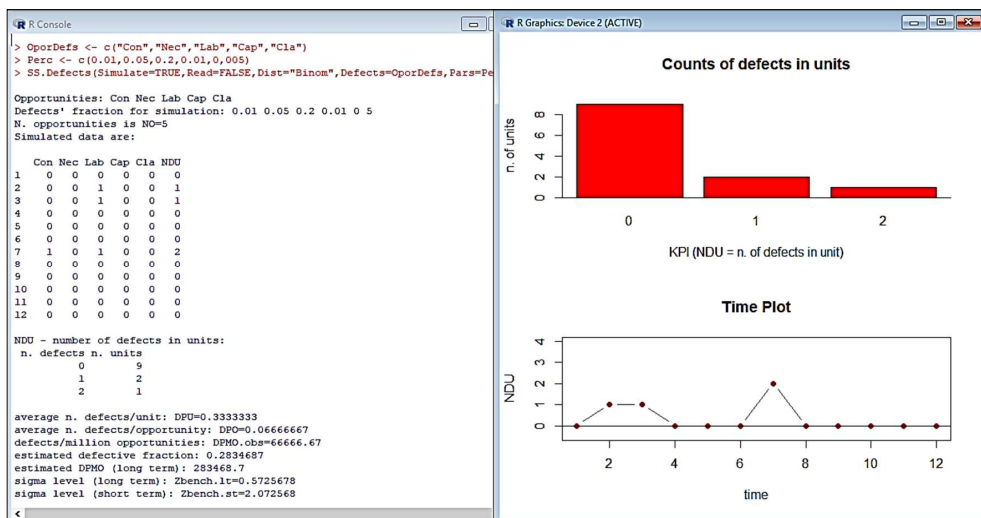 R Console
> OporDefs <- c("Con","Nec","Lab","Cap","Cla")
> Perc <- c(0.01,0.05,0.2,0.01,0,005)
> SS.Defects(Simulate=TRUE,Read=FALSE,Dist="Binom",Defects=OporDefs,Pars=Pe
Opportunities: Con Nec Lab Cap Cla
Defects' fraction for simulation: 0.01 0.05 0.2 0.01 0 5
N. opportunities is NO=5
Simulated data are:
Con Nec Lab Cap Cla NDU
1 0 0 0 0 0 0
2 0 0 1 0 0 1
3 0 0 1 0 0 1
4 0 0 0 0 0 0
5 0 0 0 0 0 0
6 0 0 0 0 0 0
7 1 0 1 0 0 2
8 0 0 0 0 0 0
9 0 0 0 0 0 0
10 0 0 0 0 0 0
11 0 0 0 0 0 0
12 0 0 0 0 0 0
NDU - number of defects in units:
n. defects n. units
0 9
1 2
2 1
average n. defects/unit: DPU=0.3333333
average n. defects/opportunity: DPO=0.06666667
defects/million opportunities: DPMO.obs=66666.67
estimated defective fraction: 0.2834687
estimated DPMO (long term): 283468.7
sigma level (long term): Zbench.lt=0.5725678
sigma level (short term): Zbench.st=2.072568
R Graphics: Device 2 (ACTIVE)
Counts of defects in units
n. of units
8
6
4
2
0
0 1 2
KPI (NDU = n. of defects in unit)
Time Plot
NDU
4
3
2
1
0
2 4 6 8 10 12
time